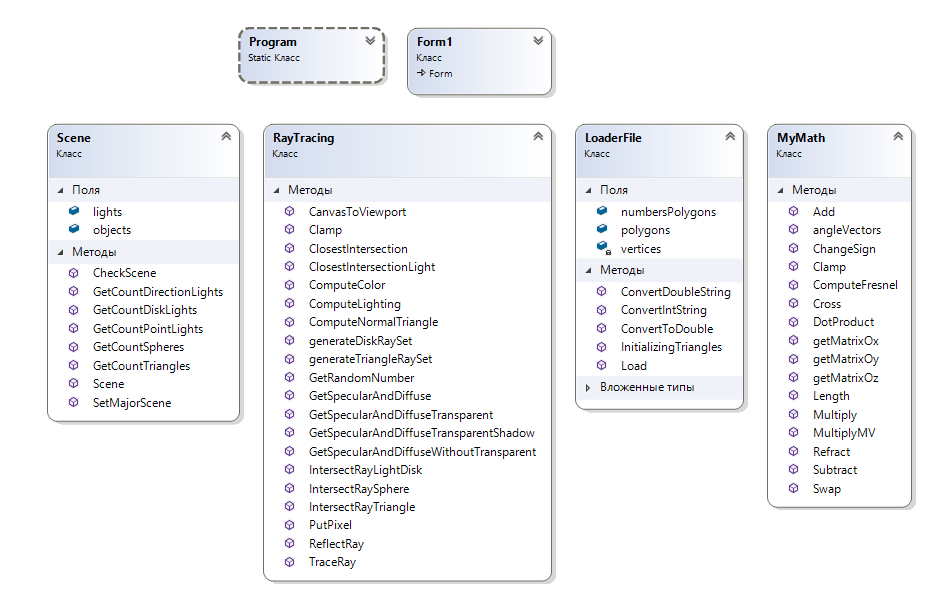 Program
Static Класс
Form1
Класс
Form
Scene
Класс
Поля
lights
objects
Методы
CheckScene
GetCountDirectionLights
GetCountDiskLights
GetCountPointLights
GetCountSpheres
GetCountTriangles
Scene
SetMajorScene
RayTracing
Класс
Методы
CanvasToViewport
Clamp
ClosestIntersection
ClosestIntersectionLight
ComputeColor
ComputeLighting
ComputeNormalTriangle
generateDiskRaySet
generateTriangleRaySet
GetRandomNumber
GetSpecularAndDiffuse
GetSpecularAndDiffuseTransparent
GetSpecularAndDiffuseTransparentShadow
GetSpecularAndDiffuseWithoutTransparent
IntersectRayLightDisk
IntersectRaySphere
IntersectRayTriangle
PutPixel
ReflectRay
TraceRay
LoaderFile
Класс
Поля
numbersPolygons
polygons
vertices
Методы
ConvertDoubleString
ConvertIntString
ConvertToDouble
InitializingTriangles
Load
Вложенные типы
MyMath
Класс
Методы
Add
angleVectors
ChangeSign
Clamp
ComputeFresnel
Cross
DotProduct
getMatrixOx
getMatrixOy
getMatrixOz
Length
Multiply
MultiplyMV
Refract
Subtract
Swap